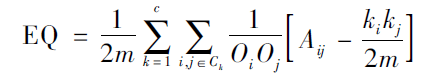 EQ = \frac{1}{2m} \sum_{k=1}^{c} \sum_{i,j \in C_k} \frac{1}{O_i O_j} \left[ A_{ij} - \frac{k_i k_j}{2m} \right]